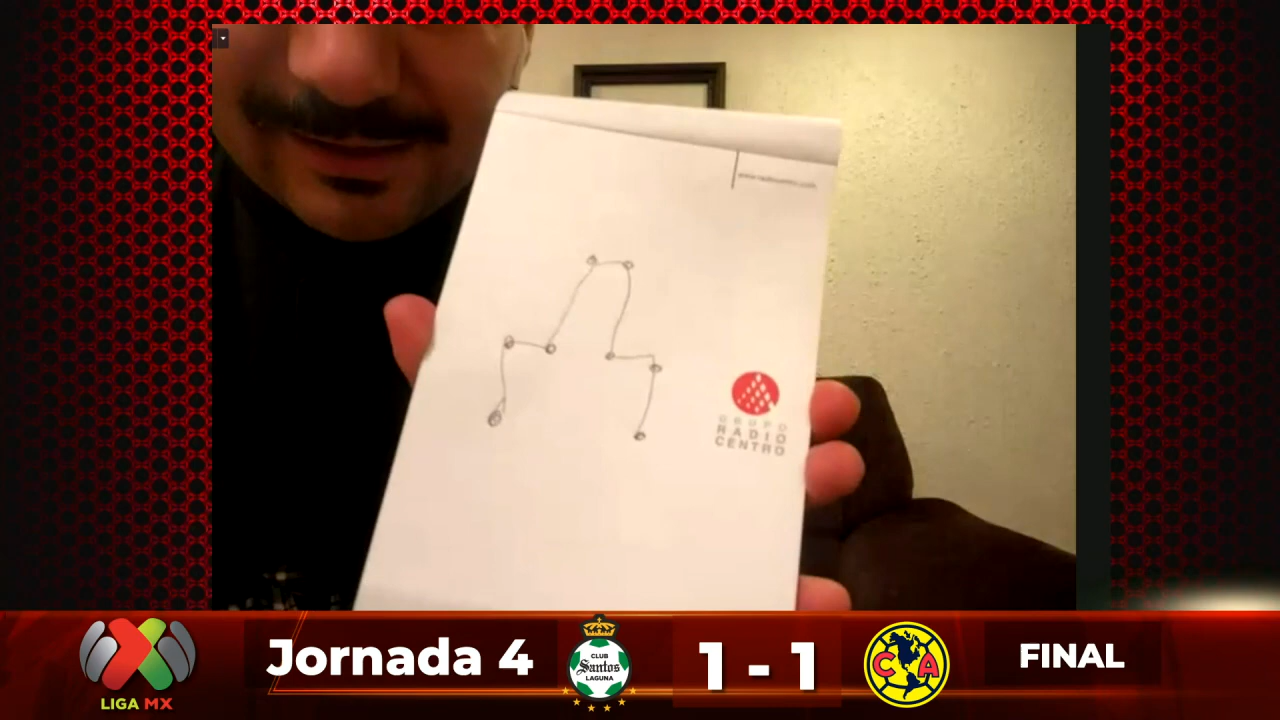 GRUPO
RADIO
CENTRO
Jornada 4
CLUB
Santos
LAGUNA
1 - 1
CA
FINAL
LIGA MX